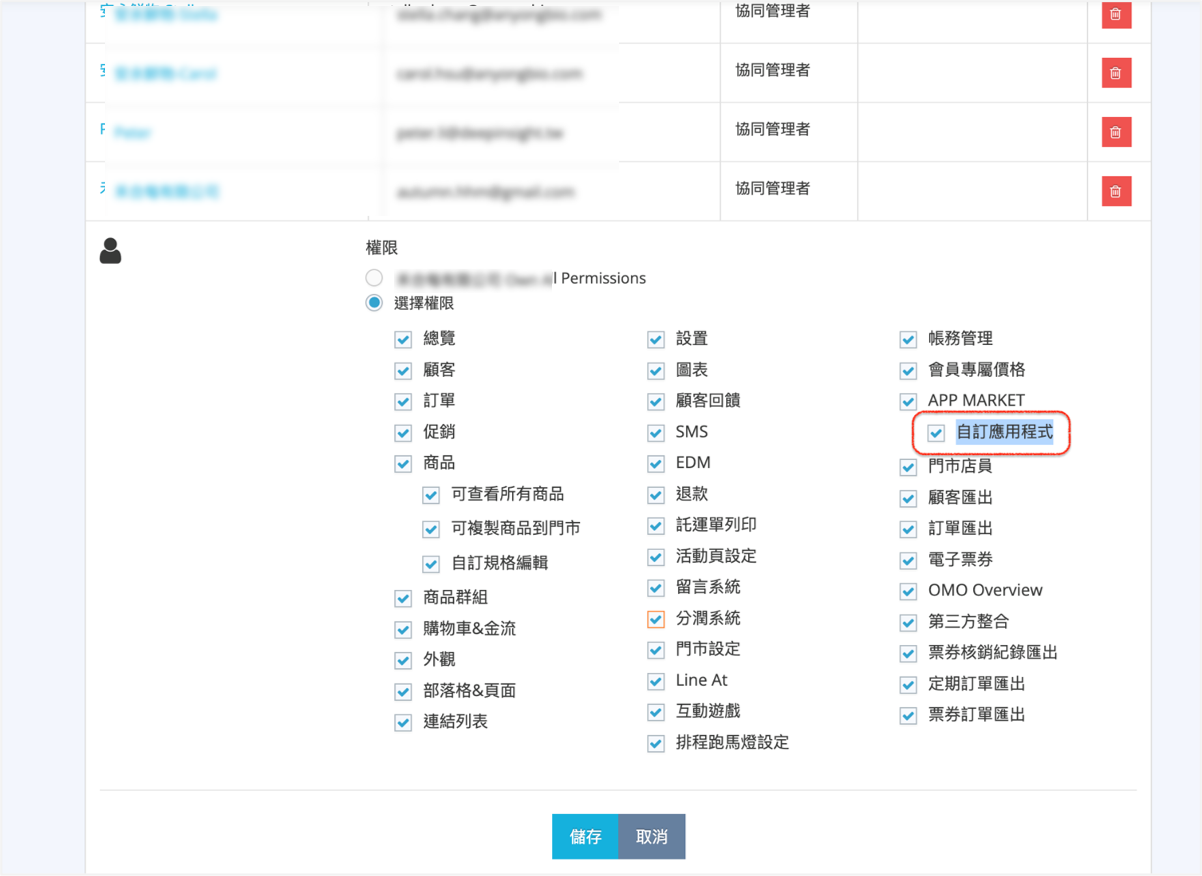 協同管理者
協同管理者
協同管理者
協同管理者
權限
l Permissions
選擇權限
總覽
顧客
訂單
促銷
商品
可查看所有商品
可複製商品到門市
自訂規格編輯
商品群組
購物車&金流
外觀
部落格&頁面
連結列表
設置
圖表
顧客回饋
SMS
EDM
退款
託運單列印
活動頁設定
留言系統
分潤系統
門市設定
Line At
互動遊戲
排程跑馬燈設定
帳務管理
會員專屬價格
APP MARKET
自訂應用程式
門市店員
顧客匯出
訂單匯出
電子票券
OMO Overview
第三方整合
票券核銷紀錄匯出
定期訂單匯出
票券訂單匯出
儲存
取消